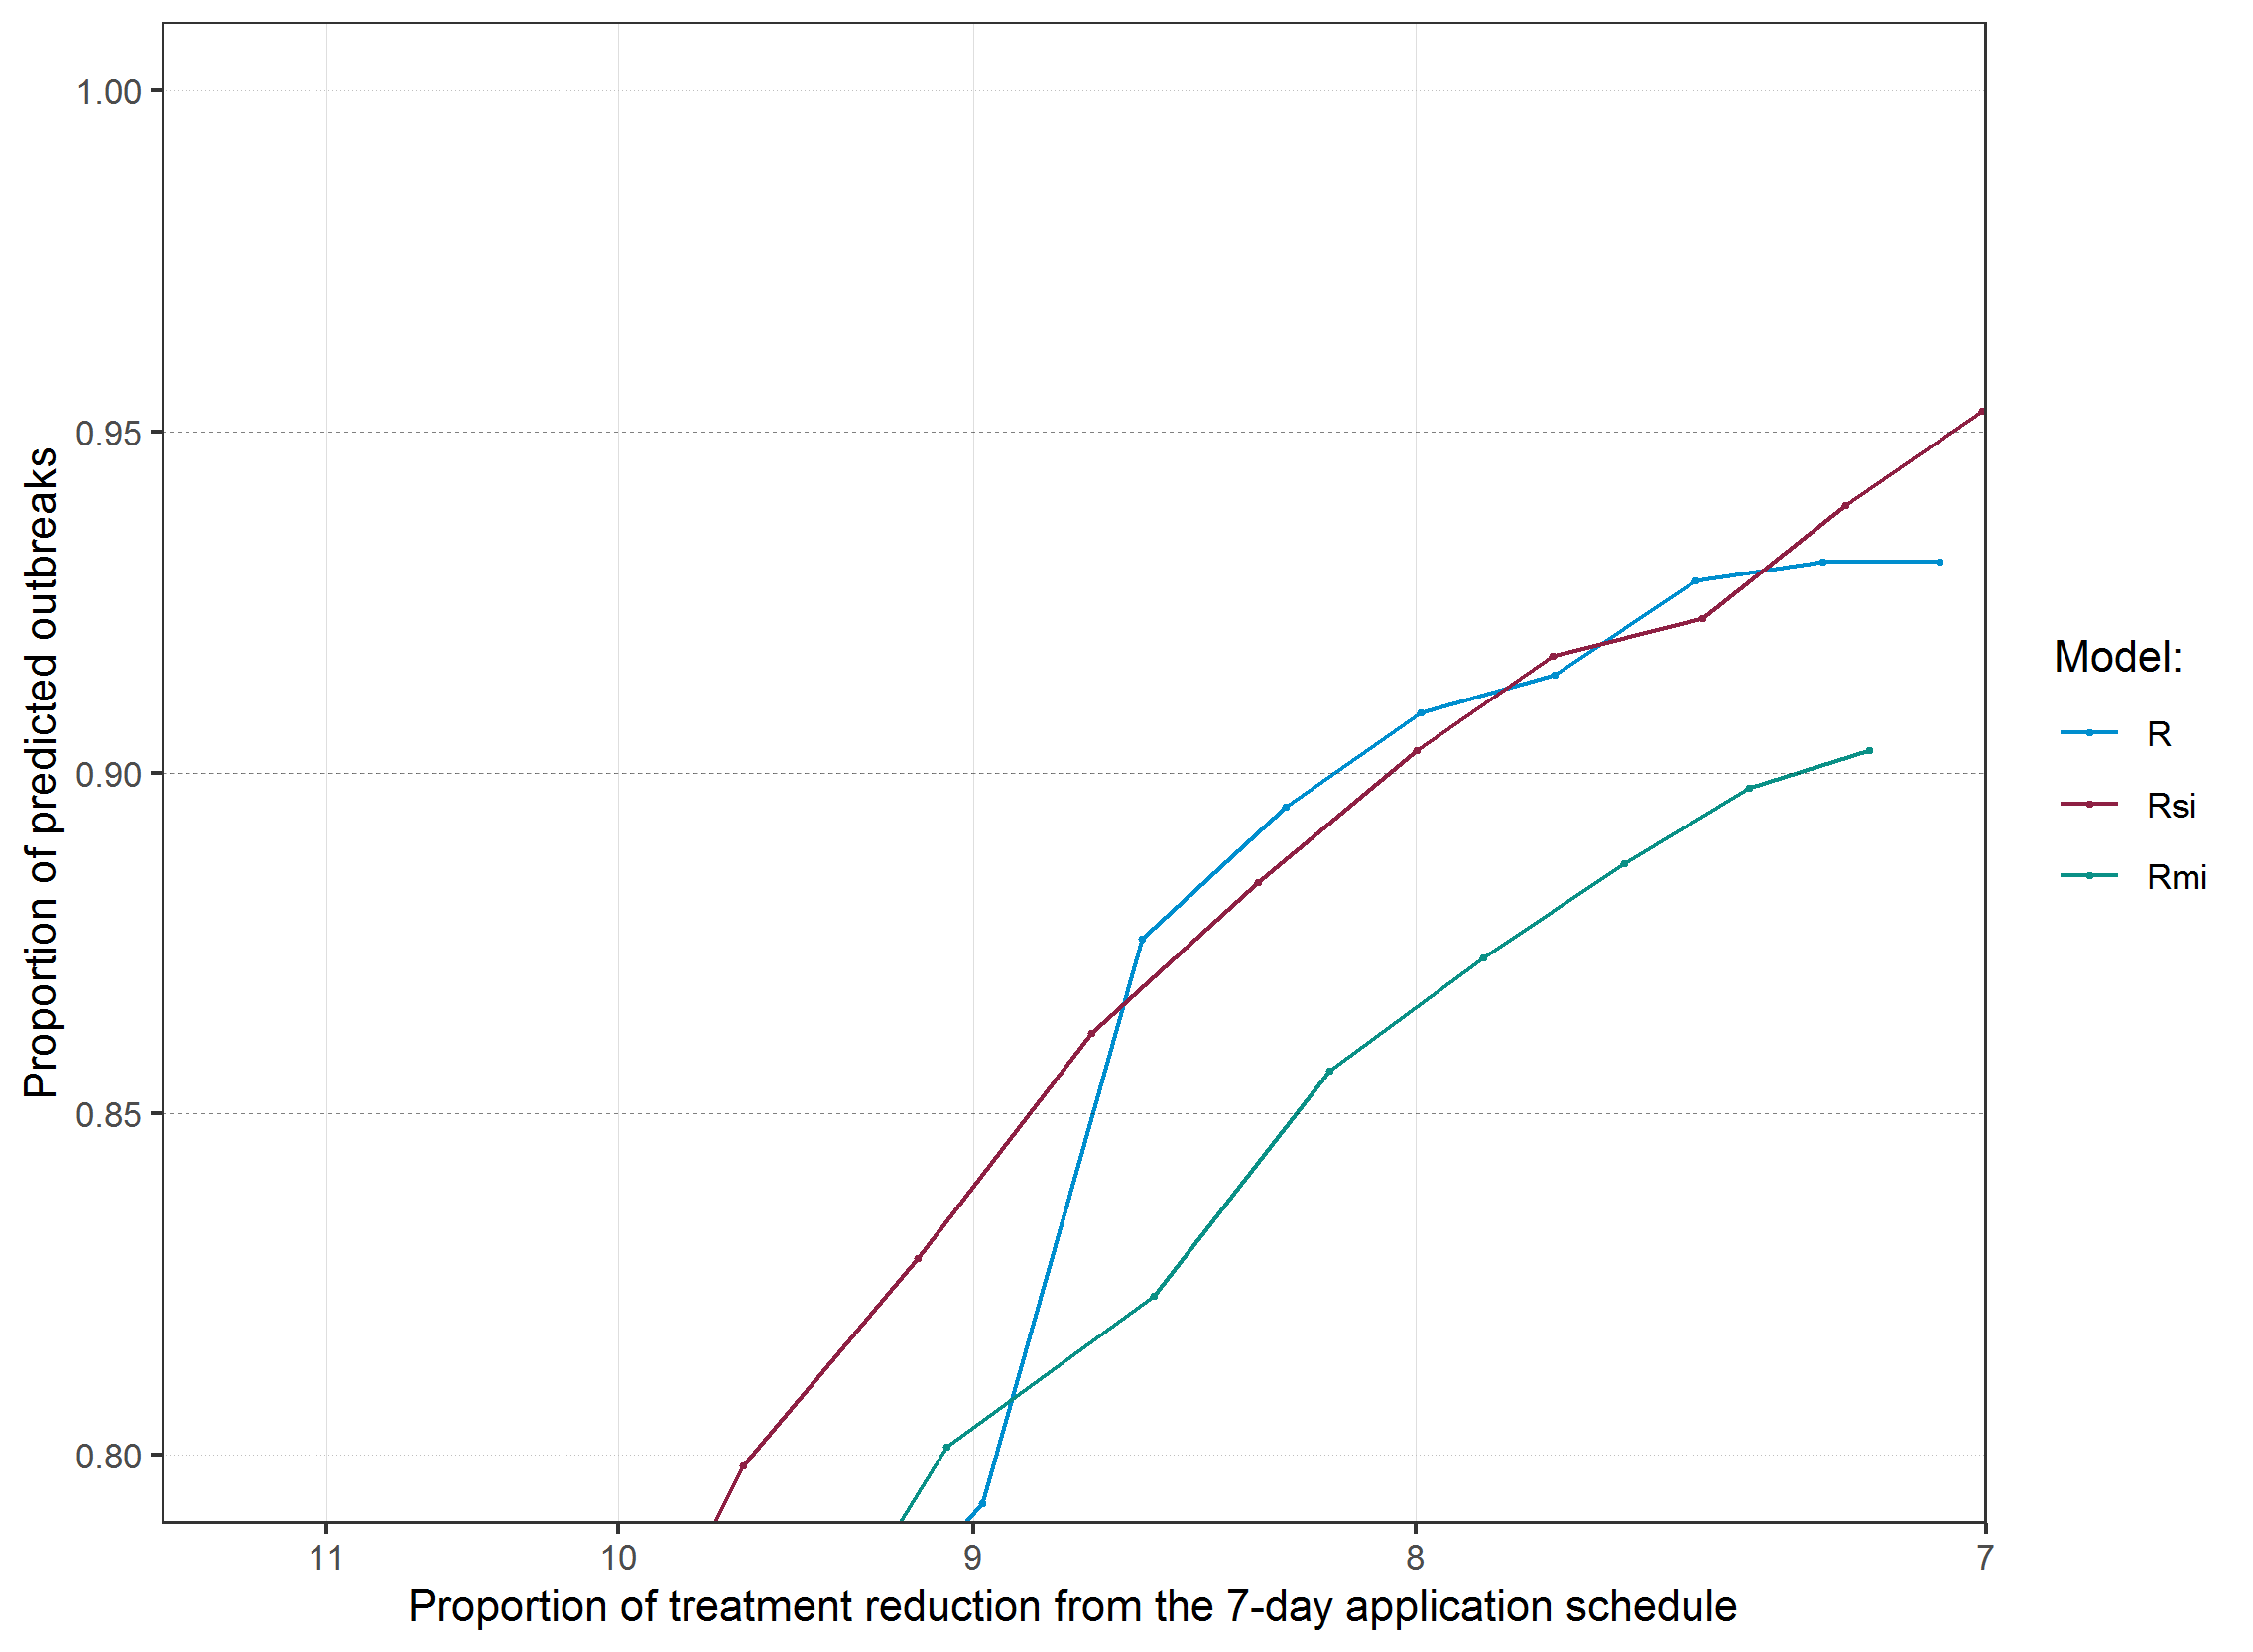 Proportion of predicted outbreaks
1.00
0.95
0.90
0.85
0.80
11 10 9 8 7
Proportion of treatment reduction from the 7-day application schedule
Model:
R
Rsi
Rmi